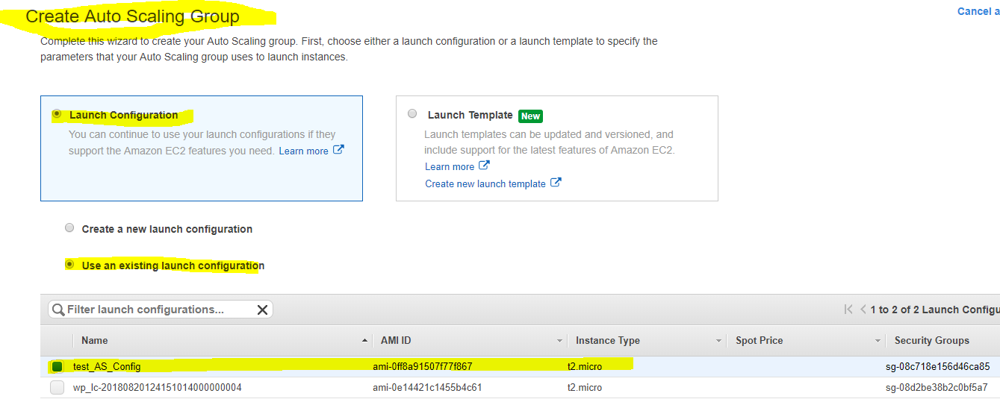 Create Auto Scaling Group
Cancel a
Complete this wizard to create your Auto Scaling group. First, choose either a launch configuration or a launch template to specify the
parameters that your Auto Scaling group uses to launch instances.
Launch Configuration
You can continue to use your launch configurations if they
support the Amazon EC2 features you need. Learn more
Launch Template New
Launch templates can be updated and versioned, and
include support for the latest features of Amazon EC2.
Learn more
Create new launch template
Create a new launch configuration
Use an existing launch configuration
Filter launch configurations...
1 to 2 of 2 Launch Configu
Name AMI ID Instance Type Spot Price Security Groups
test_AS_Config ami-0ff8a91507f77f867 t2.micro sg-08c718e156d46ca85
wp_lc-20180820124151014000000004 ami-0e14421c1455b4c61 t2.micro sg-08d2be38b2c0bf5a7